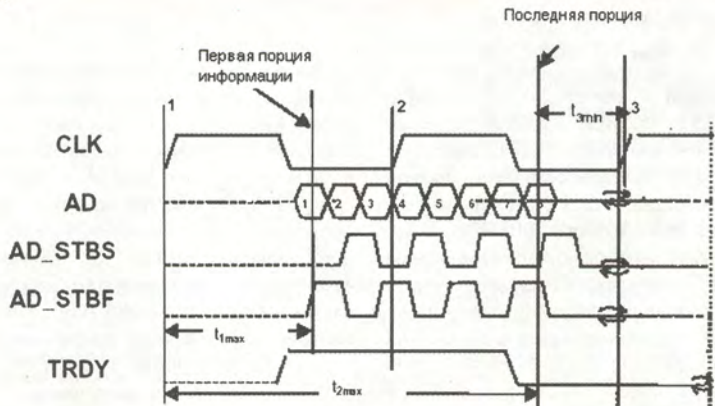 Последняя порция
Первая порция
информации
1
2
t3min
3
CLK
AD
1 2 3 4 5 6 7 8
AD_STBS
AD_STBF
t1max
TRDY
t2max